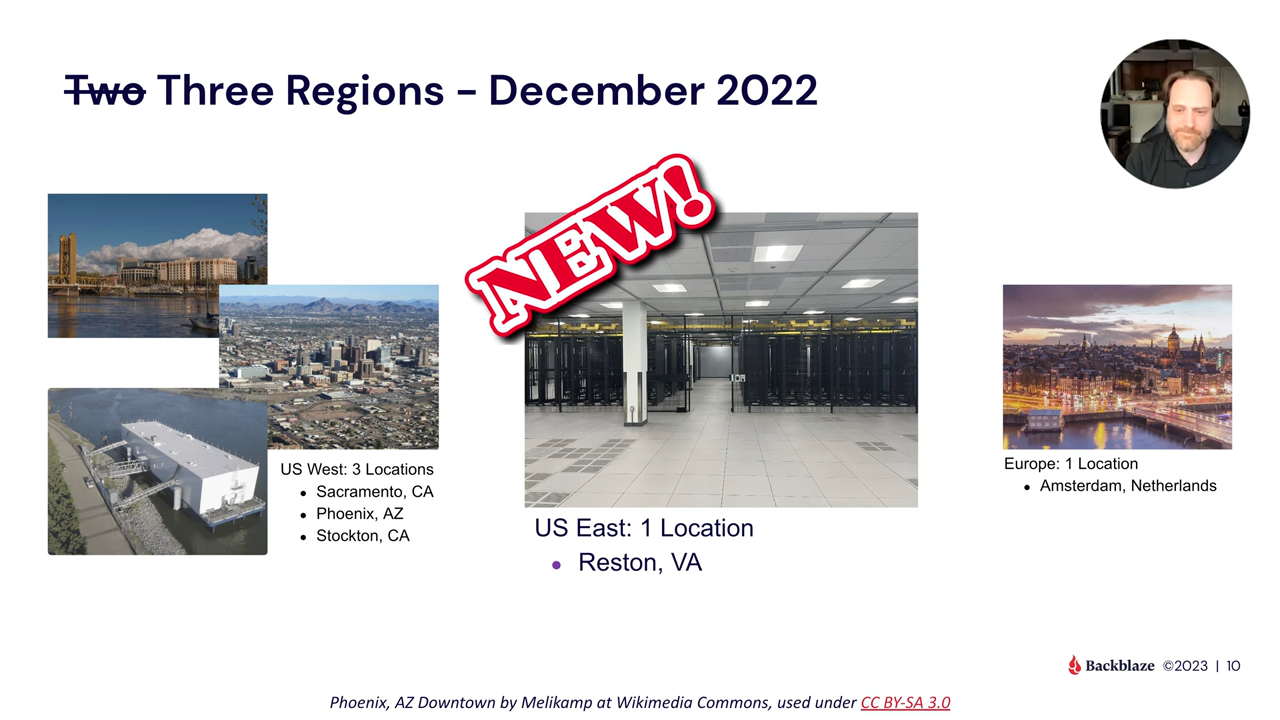 Two Three Regions - December 2022
NEW!
US West: 3 Locations
• Sacramento, CA
• Phoenix, AZ
• Stockton, CA
US East: 1 Location
• Reston, VA
Europe: 1 Location
• Amsterdam, Netherlands
Backblaze ©2023 | 10
Phoenix, AZ Downtown by Melikamp at Wikimedia Commons, used under CC BY-SA 3.0